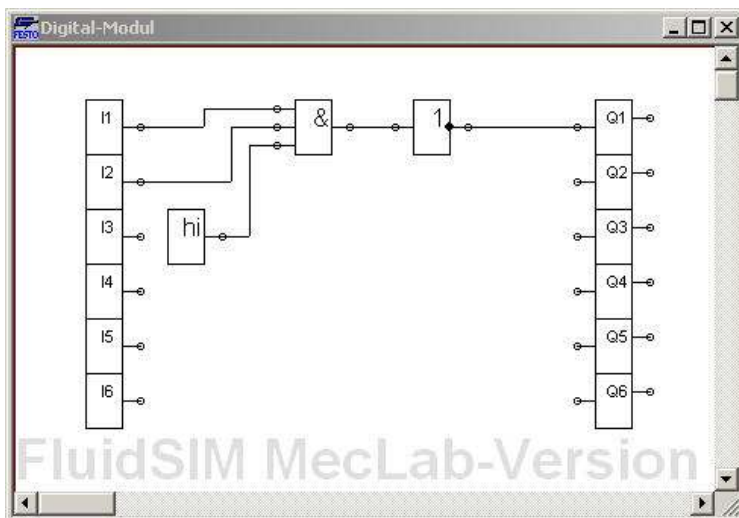 FESTO Digital-Modul
I1 & 1 Q1
I2 Q2
I3 hi Q3
I4 Q4
I5 Q5
I6 Q6
FluidSIM MecLab-Version